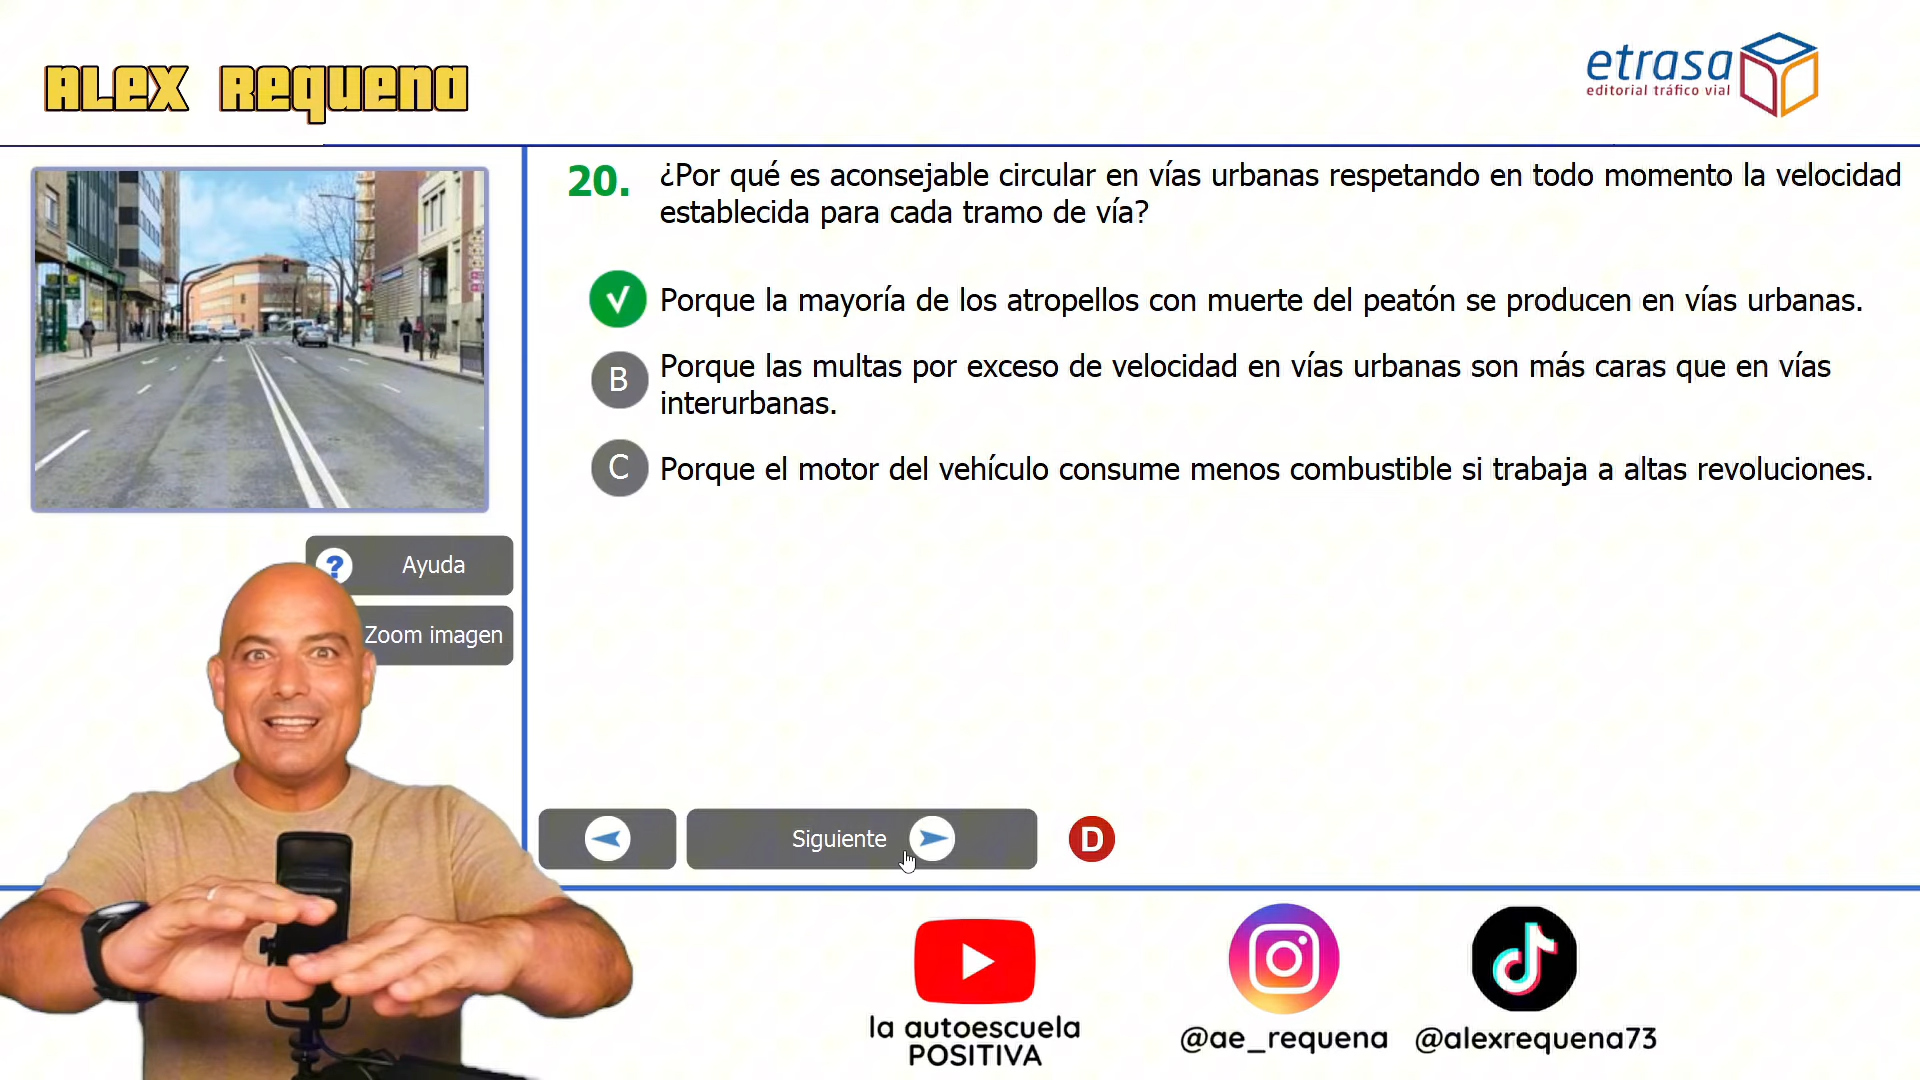 ALEX REQUENA
etrasa
editorial tráfico vial
20.
¿Por qué es aconsejable circular en vías urbanas respetando en todo momento la velocidad
establecida para cada tramo de vía?
√ Porque la mayoría de los atropellos con muerte del peatón se producen en vías urbanas.
B Porque las multas por exceso de velocidad en vías urbanas son más caras que en vías
interurbanas.
C Porque el motor del vehículo consume menos combustible si trabaja a altas revoluciones.
? Ayuda
Zoom imagen
Siguiente
D
la autoescuela
POSITIVA
@ae_requena
@alexrequena73